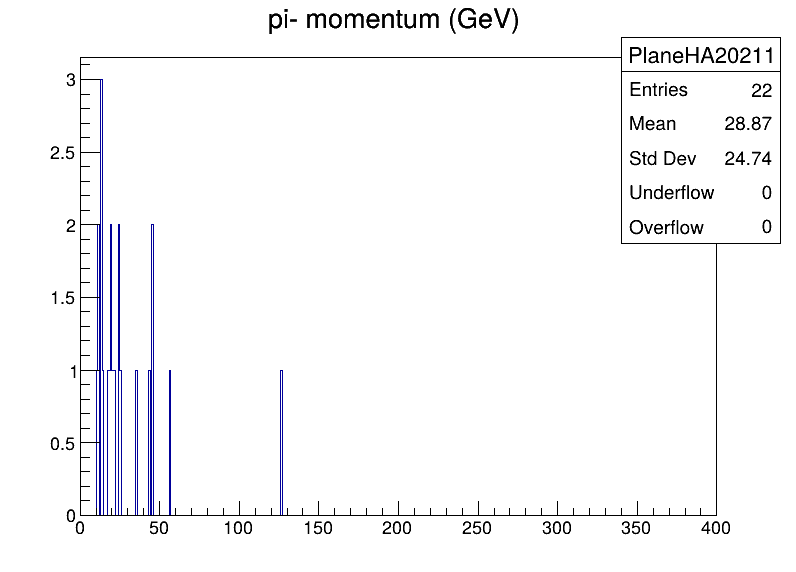 pi- momentum (GeV)
PlaneHA20211
Entries 22
Mean 28.87
Std Dev 24.74
Underflow 0
Overflow 0
3
2.5
2
1.5
1
0.5
0
0 50 100 150 200 250 300 350 400